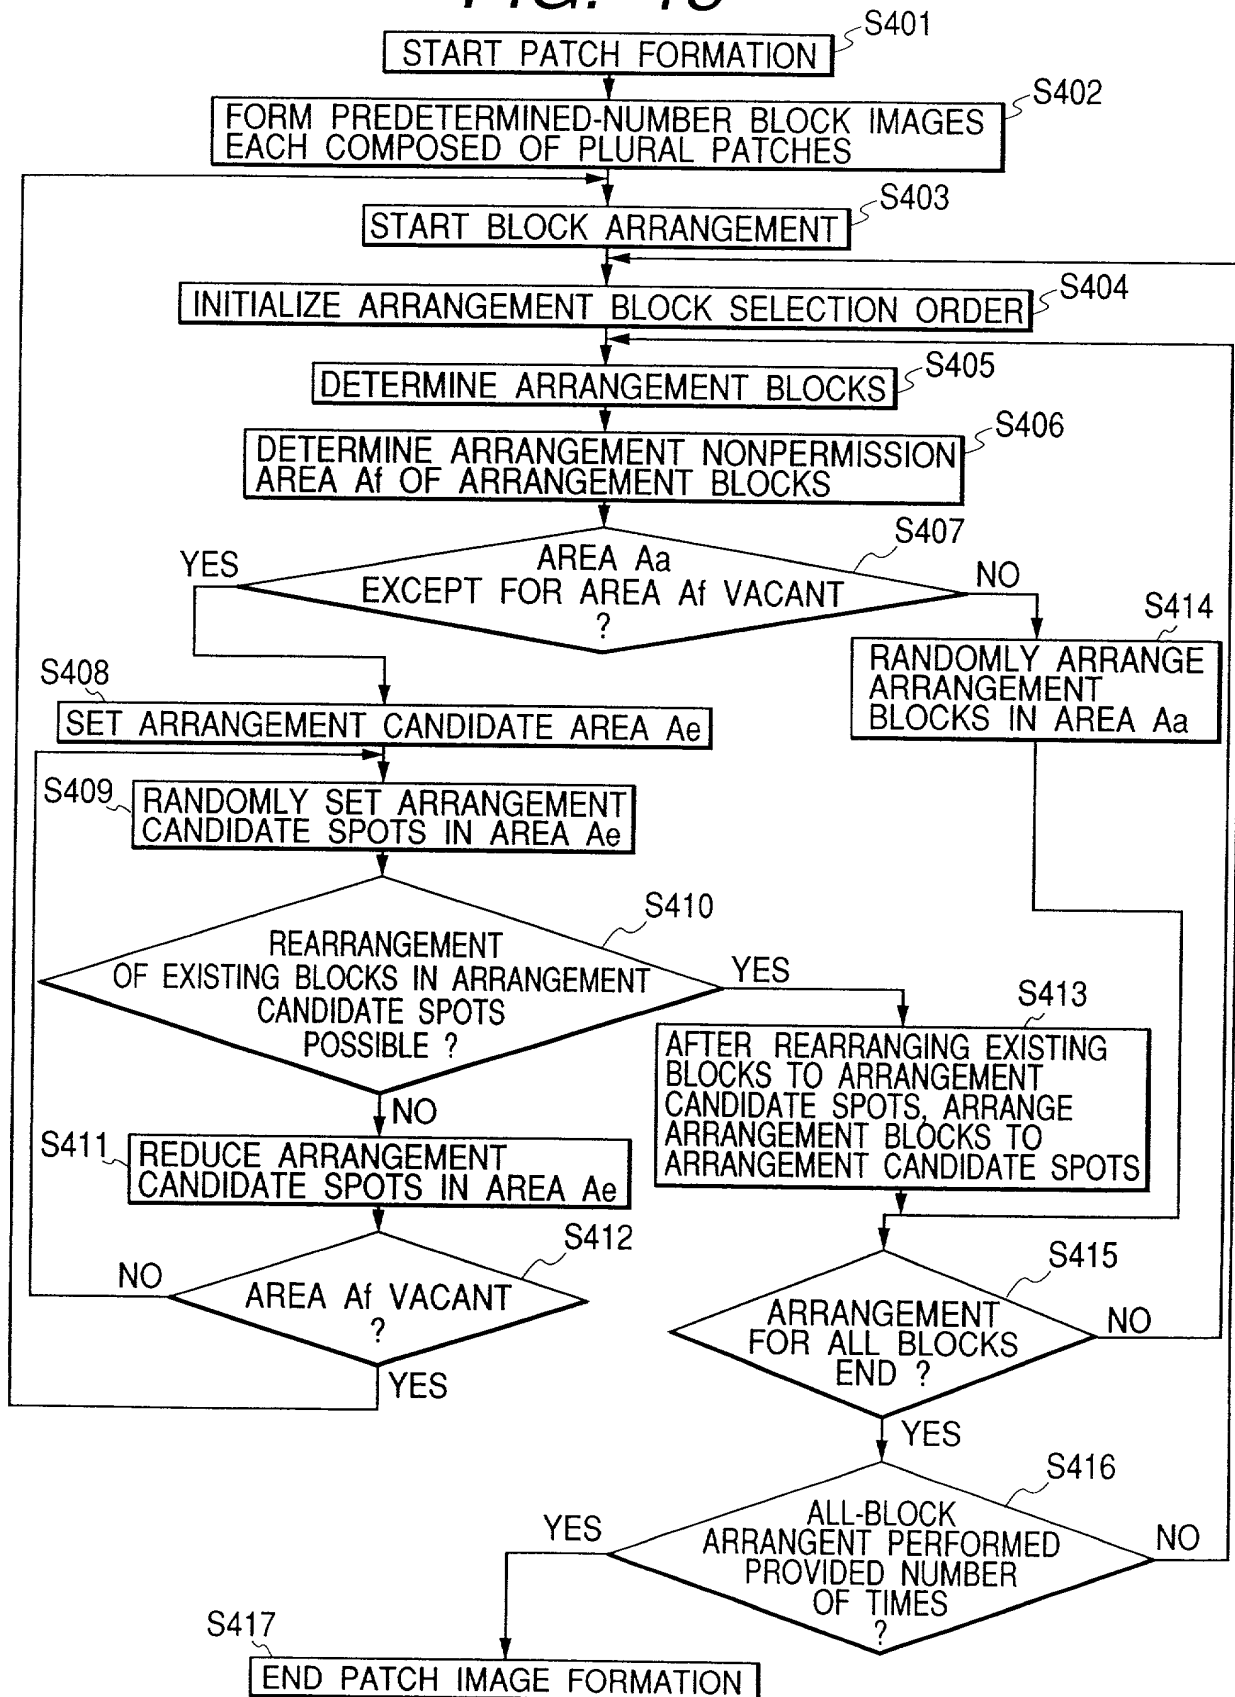 S401
START PATCH FORMATION
S402
FORM PREDETERMINED-NUMBER BLOCK IMAGES
EACH COMPOSED OF PLURAL PATCHES
S403
START BLOCK ARRANGEMENT
S404
INITIALIZE ARRANGEMENT BLOCK SELECTION ORDER
S405
DETERMINE ARRANGEMENT BLOCKS
S406
DETERMINE ARRANGEMENT NONPERMISSION
AREA Af OF ARRANGEMENT BLOCKS
S407
AREA Aa
EXCEPT FOR AREA Af VACANT
?
YES
NO
S414
RANDOMLY ARRANGE
ARRANGEMENT
BLOCKS IN AREA Aa
S408
SET ARRANGEMENT CANDIDATE AREA Ae
S409
RANDOMLY SET ARRANGEMENT
CANDIDATE SPOTS IN AREA Ae
S410
REARRANGEMENT
OF EXISTING BLOCKS IN ARRANGEMENT
CANDIDATE SPOTS
POSSIBLE ?
YES
NO
S413
AFTER REARRANGING EXISTING
BLOCKS TO ARRANGEMENT
CANDIDATE SPOTS, ARRANGE
ARRANGEMENT BLOCKS TO
ARRANGEMENT CANDIDATE SPOTS
S411
REDUCE ARRANGEMENT
CANDIDATE SPOTS IN AREA Ae
S412
AREA Af VACANT
?
NO
YES
S415
ARRANGEMENT
FOR ALL BLOCKS
END ?
NO
YES
S416
ALL-BLOCK
ARRANGENT PERFORMED
PROVIDED NUMBER
OF TIMES
?
YES
NO
S417
END PATCH IMAGE FORMATION